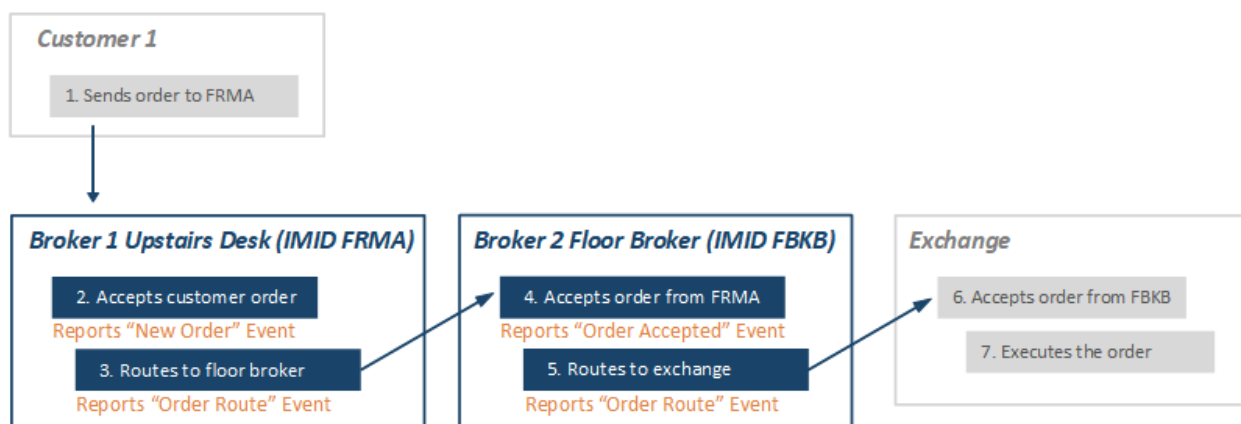 Customer 1
1. Sends order to FRMA
Broker 1 Upstairs Desk (IMID FRMA)
2. Accepts customer order
Reports “New Order” Event
3. Routes to floor broker
Reports “Order Route” Event
Broker 2 Floor Broker (IMID FBKB)
4. Accepts order from FRMA
Reports “Order Accepted” Event
5. Routes to exchange
Reports “Order Route” Event
Exchange
6. Accepts order from FBKB
7. Executes the order